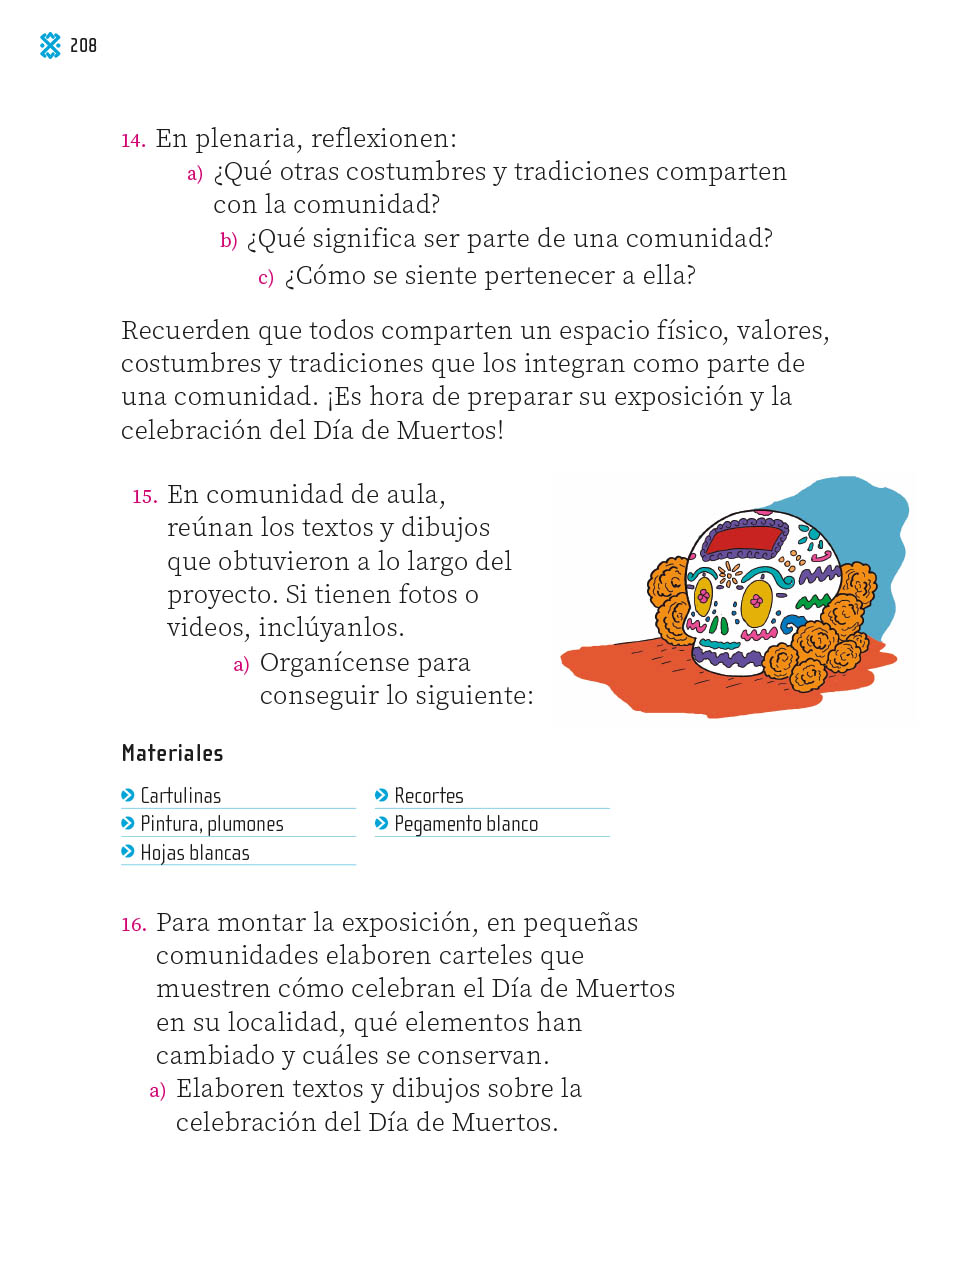 208
14. En plenaria, reflexionen:
a) ¿Qué otras costumbres y tradiciones comparten
con la comunidad?
b) ¿Qué significa ser parte de una comunidad?
c) ¿Cómo se siente pertenecer a ella?
Recuerden que todos comparten un espacio físico, valores,
costumbres y tradiciones que los integran como parte de
una comunidad. ¡Es hora de preparar su exposición y la
celebración del Día de Muertos!
15. En comunidad de aula,
reúnan los textos y dibujos
que obtuvieron a lo largo del
proyecto. Si tienen fotos o
videos, inclúyanlos.
a) Organícense para
conseguir lo siguiente:
Materiales
Cartulinas
Pintura, plumones
Hojas blancas
Recortes
Pegamento blanco
16. Para montar la exposición, en pequeñas
comunidades elaboren carteles que
muestren cómo celebran el Día de Muertos
en su localidad, qué elementos han
cambiado y cuáles se conservan.
a) Elaboren textos y dibujos sobre la
celebración del Día de Muertos.